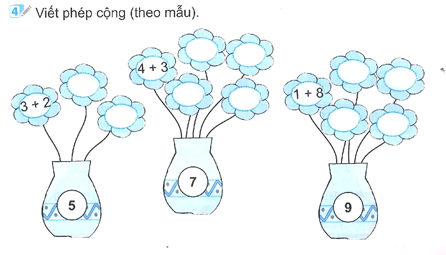 4 Viết phép cộng (theo mẫu).
3 + 2
4 + 3
1 + 8
5
7
9